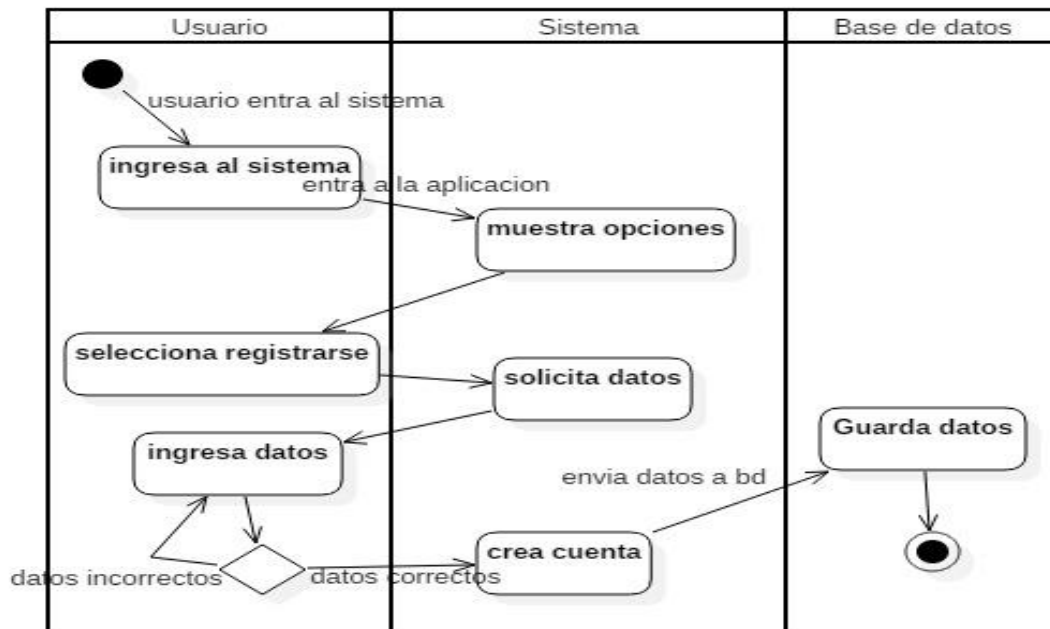 Usuario
Sistema
Base de datos
usuario entra al sistema
ingresa al sistema
entra a la aplicacion
muestra opciones
selecciona registrarse
solicita datos
ingresa datos
Guarda datos
envia datos a bd
crea cuenta
datos incorrectos
datos correctos